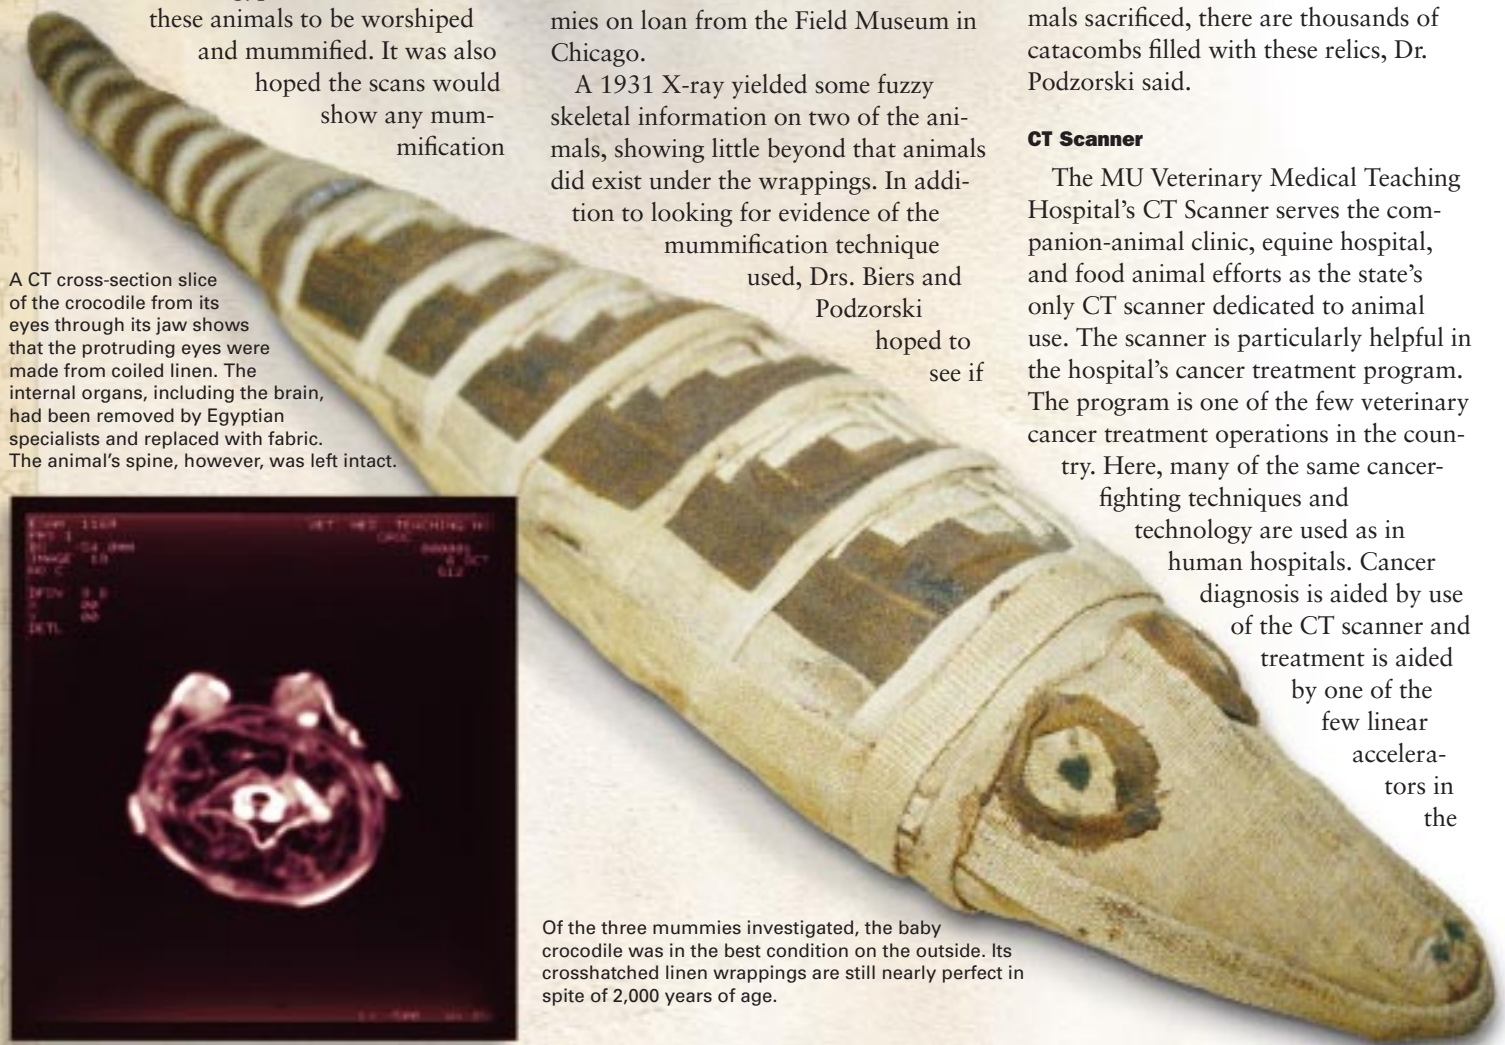 these animals to be worshiped
and mummified. It was also
hoped the scans would
show any mum-
mification
A CT cross-section slice
of the crocodile from its
eyes through its jaw shows
that the protruding eyes were
made from coiled linen. The
internal organs, including the brain,
had been removed by Egyptian
specialists and replaced with fabric.
The animal's spine, however, was left intact.
VET MED TEACHING
mies on loan from the Field Museum in
Chicago.
A 1931 X-ray yielded some fuzzy
skeletal information on two of the ani-
mals, showing little beyond that animals
did exist under the wrappings. In addi-
tion to looking for evidence of the
mummification technique
used, Drs. Biers and
Podzorski
hoped to
see if
Of the three mummies investigated, the baby
crocodile was in the best condition on the outside. Its
crosshatched linen wrappings are still nearly perfect in
spite of 2,000 years of age.
mals sacrificed, there are thousands of
catacombs filled with these relics, Dr.
Podzorski said.
CT Scanner
The MU Veterinary Medical Teaching
Hospital's CT Scanner serves the com-
panion-animal clinic, equine hospital,
and food animal efforts as the state's
only CT scanner dedicated to animal
use. The scanner is particularly helpful in
the hospital's cancer treatment program.
The program is one of the few veterinary
cancer treatment operations in the coun-
try. Here, many of the same cancer-
fighting techniques and
technology are used as in
human hospitals. Cancer
diagnosis is aided by use
of the CT scanner and
treatment is aided
by one of the
few linear
accelera-
tors in
the